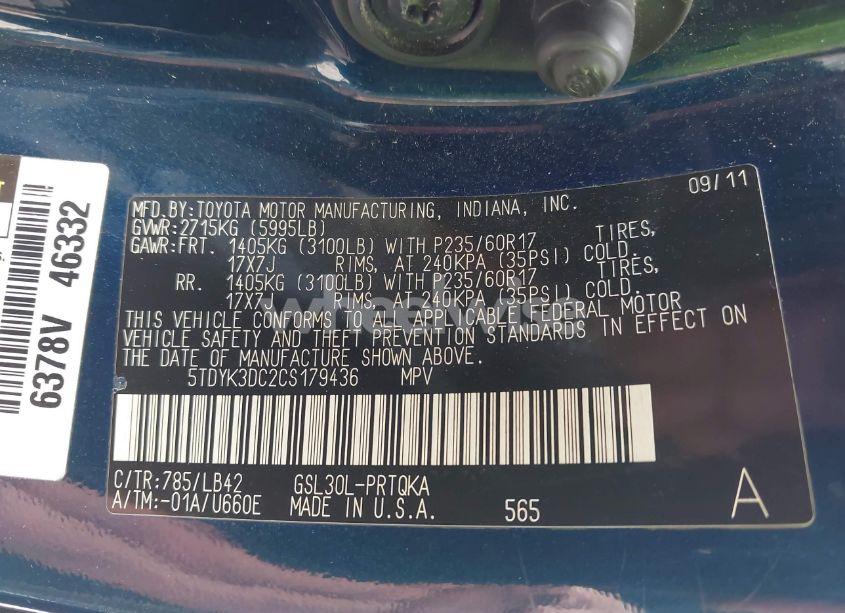 09/11
MFD.BY:TOYOTA MOTOR MANUFACTURING, INDIANA, INC.
GVWR:2715KG (5995LB)
GAWR:FRT. 1405KG (3100LB) WITH P235/60R17 TIRES,
17X7J RIMS, AT 240KPA (35PSI) COLD.
RR. 1405KG (3100LB) WITH P235/60R17 TIRES,
17X7J RIMS, AT 240KPA (35PSI) COLD.
THIS VEHICLE CONFORMS TO ALL APPLICABLE FEDERAL MOTOR
VEHICLE SAFETY AND THEFT PREVENTION STANDARDS IN EFFECT ON
THE DATE OF MANUFACTURE SHOWN ABOVE.
5TDYK3DC2CS179436 MPV
C/TR:785/LB42 GSL30L-PRTQKA
A/TM:-01A/U660E MADE IN U.S.A. 565 A
6378V 46332
wheelwise